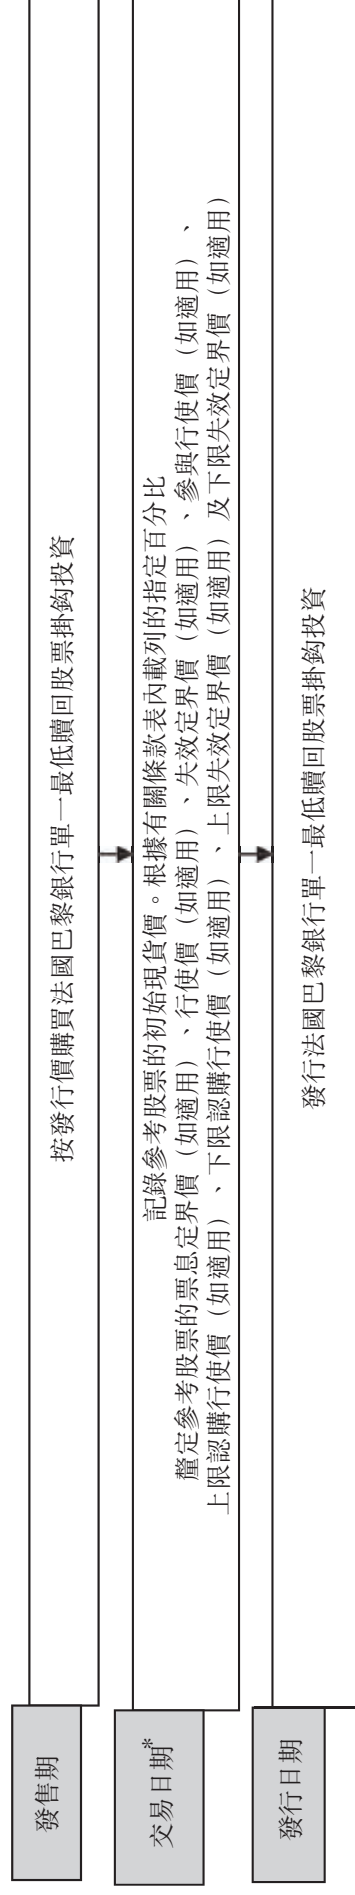 發售期
按發行價購買法國巴黎銀行單一最低贖回股票掛鈎投資
交易日期*
記錄參考股票的初始現貨價。根據有關條款表內載列的指定百分比
釐定參考股票的票息定界價（如適用）、行使價（如適用）、失效定界價（如適用）、參與行使價（如適用）、
上限認購行使價（如適用）、下限認購行使價（如適用）、上限失效定界價（如適用）及下限失效定界價（如適用）
發行日期
發行法國巴黎銀行單一最低贖回股票掛鈎投資